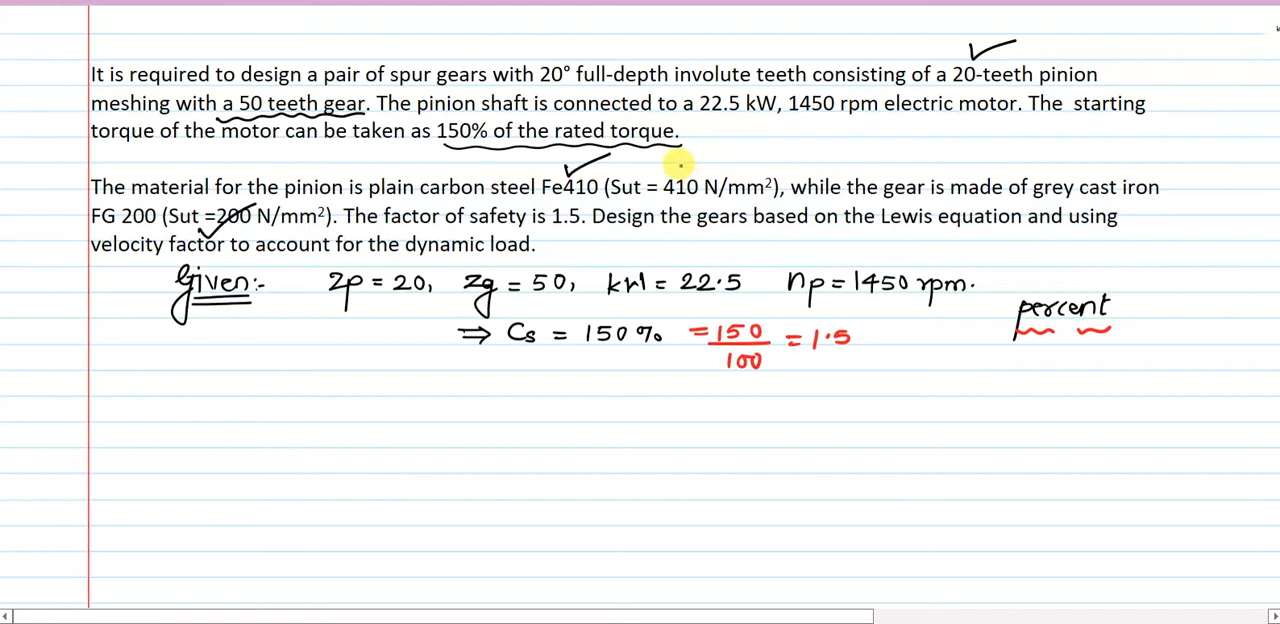 It is required to design a pair of spur gears with 20° full-depth involute teeth consisting of a 20-teeth pinion
meshing with a 50 teeth gear. The pinion shaft is connected to a 22.5 kW, 1450 rpm electric motor. The starting
torque of the motor can be taken as 150% of the rated torque.
The material for the pinion is plain carbon steel Fe410 (Sut = 410 N/mm²), while the gear is made of grey cast iron
FG 200 (Sut =200 N/mm²). The factor of safety is 1.5. Design the gears based on the Lewis equation and using
velocity factor to account for the dynamic load.
Given:- zp = 20, zg = 50, kW = 22.5 np = 1450 rpm.
percent
⇒ Cs = 150% = 150/100 = 1.5